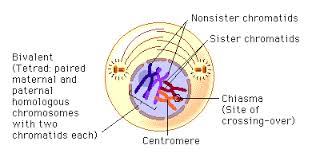 Nonsister chromatids
Sister chromatids
Bivalent
(Tetrad: paired
maternal and
paternal
homologous
chromosomes
with two
chromatids each)
Chiasma
(Site of
crossing-over)
Centromere